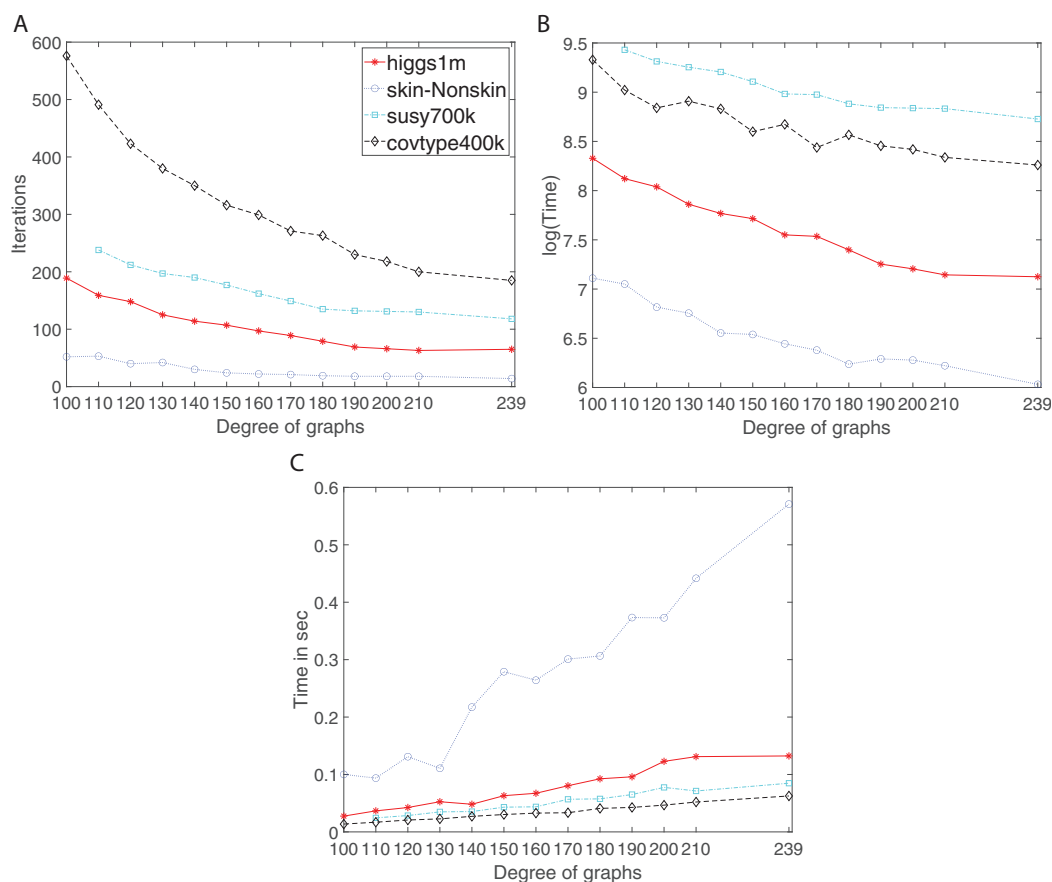 A
Iterations
600
500
400
300
200
100
0
higgs1m
skin-Nonskin
susy700k
covtype400k
100 110 120 130 140 150 160 170 180 190 200 210 239
Degree of graphs
B
log(Time)
9.5
9
8.5
8
7.5
7
6.5
6
100 110 120 130 140 150 160 170 180 190 200 210 239
Degree of graphs
C
Time in sec
0.6
0.5
0.4
0.3
0.2
0.1
0
100 110 120 130 140 150 160 170 180 190 200 210 239
Degree of graphs